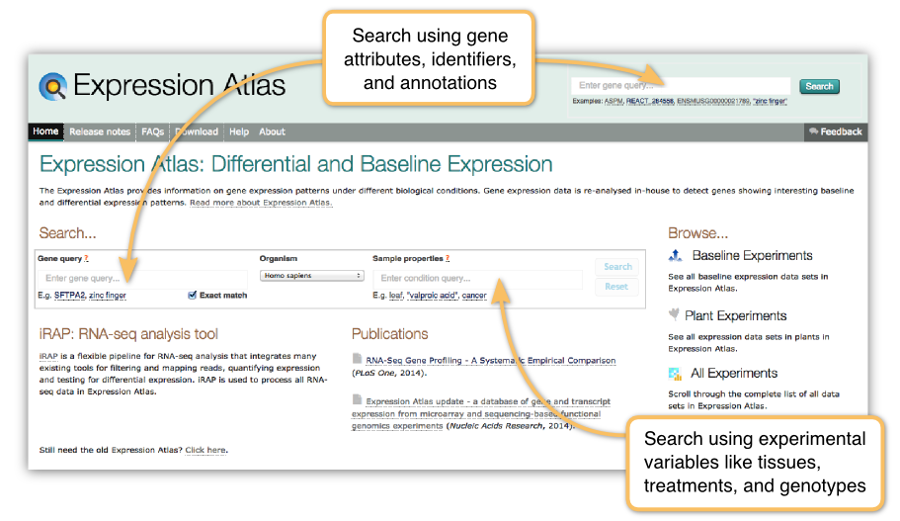 Search using gene
attributes, identifiers,
and annotations
Expression Atlas
Enter gene query...
Search
Examples: ASPM, REACT_264556, ENSMUSG00000021789, "zinc finger"
Home Release notes FAQs Download Help About
Feedback
Expression Atlas: Differential and Baseline Expression
The Expression Atlas provides information on gene expression patterns under different biological conditions. Gene expression data is re-analysed in-house to detect genes showing interesting baseline
and differential expression patterns. Read more about Expression Atlas.
Search...
Gene query ?
Enter gene query...
E.g. SFTPA2, zinc finger
Exact match
Organism
Homo sapiens
Sample properties ?
Enter condition query...
E.g. leaf, "valproic acid", cancer
Search
Reset
Browse...
Baseline Experiments
See all baseline expression data sets in
Expression Atlas.
Plant Experiments
See all expression data sets in plants in
Expression Atlas.
All Experiments
Scroll through the complete list of all data
sets in Expression Atlas.
iRAP: RNA-seq analysis tool
iRAP is a flexible pipeline for RNA-seq analysis that integrates many
existing tools for filtering and mapping reads, quantifying expression
and testing for differential expression. iRAP is used to process all RNA-
seq data in Expression Atlas.
Still need the old Expression Atlas? Click here.
Publications
RNA-Seq Gene Profiling - A Systematic Empirical Comparison
(PLoS One, 2014).
Expression Atlas update - a database of gene and transcript
expression from microarray and sequencing-based functional
genomics experiments (Nucleic Acids Research, 2014).
Search using experimental
variables like tissues,
treatments, and genotypes